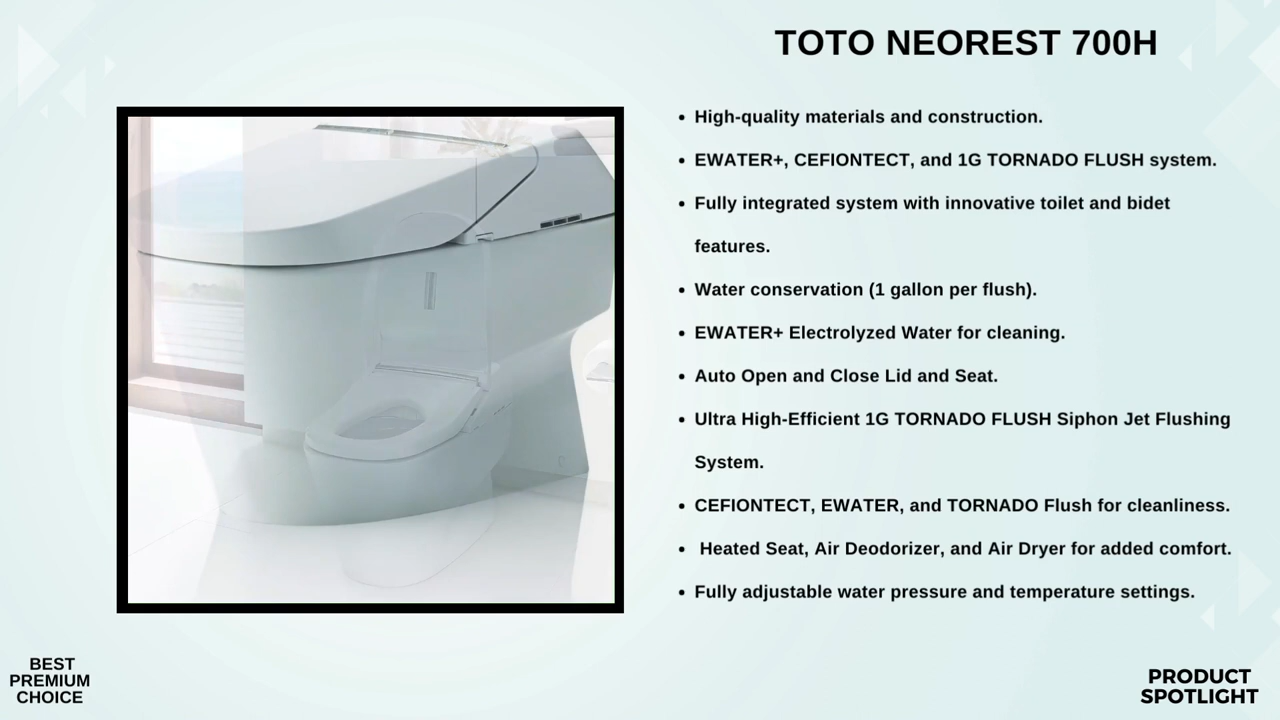 TOTO NEOREST 700H
• High-quality materials and construction.
• EWATER+, CEFIONTECT, and 1G TORNADO FLUSH system.
• Fully integrated system with innovative toilet and bidet
features.
• Water conservation (1 gallon per flush).
• EWATER+ Electrolyzed Water for cleaning.
• Auto Open and Close Lid and Seat.
• Ultra High-Efficient 1G TORNADO FLUSH Siphon Jet Flushing
System.
• CEFIONTECT, EWATER, and TORNADO Flush for cleanliness.
• Heated Seat, Air Deodorizer, and Air Dryer for added comfort.
• Fully adjustable water pressure and temperature settings.
BEST
PREMIUM
CHOICE
PRODUCT
SPOTLIGHT